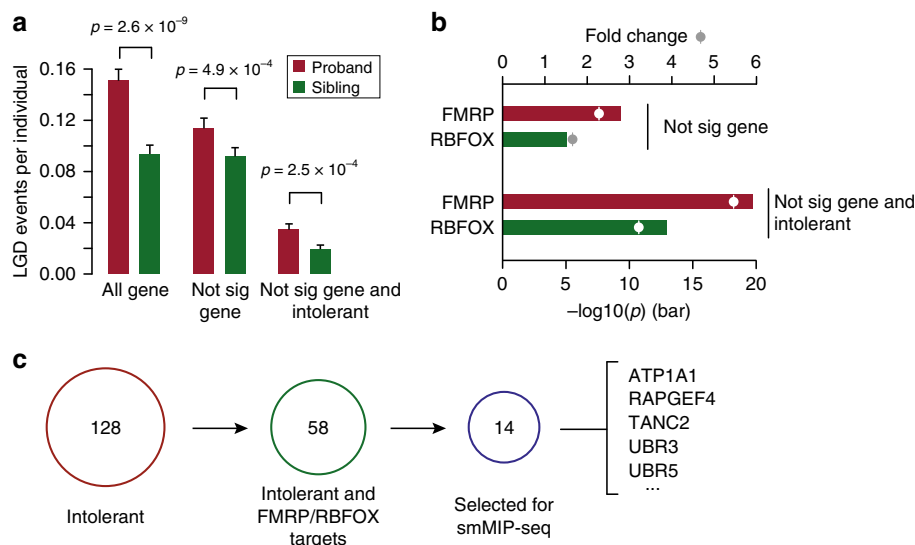 a
p = 2.6 × 10⁻⁹
p = 4.9 × 10⁻⁴
p = 2.5 × 10⁻⁴
Proband
Sibling
LGD events per individual
0.16
0.12
0.08
0.04
0.00
All gene
Not sig
gene
Not sig gene and
intolerant
b
Fold change
0 1 2 3 4 5 6
FMRP
RBFOX
Not sig gene
FMRP
RBFOX
Not sig gene and
intolerant
0 5 10 15 20
–log10(p) (bar)
c
128
Intolerant
58
Intolerant and
FMRP/RBFOX
targets
14
Selected for
smMIP-seq
ATP1A1
RAPGEF4
TANC2
UBR3
UBR5
...